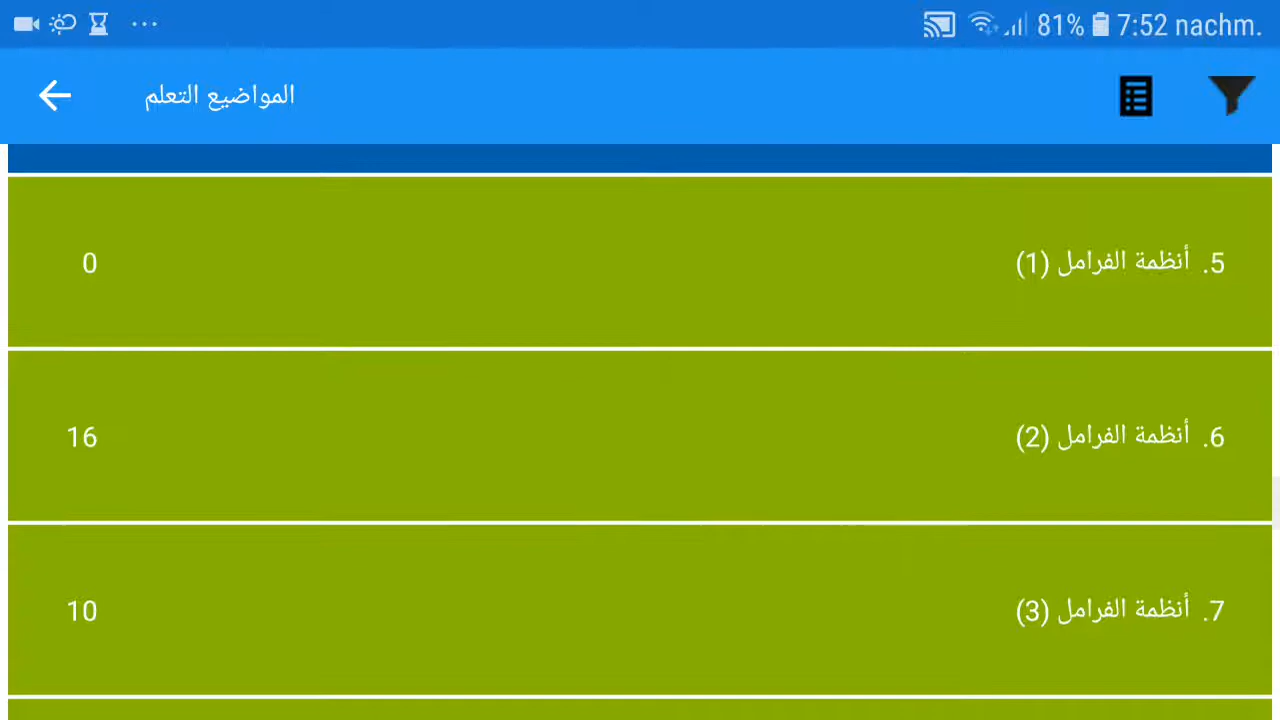 81% 7:52 nachm.
المواضيع التعلم
5. أنظمة الفرامل (1) 0
6. أنظمة الفرامل (2) 16
7. أنظمة الفرامل (3) 10